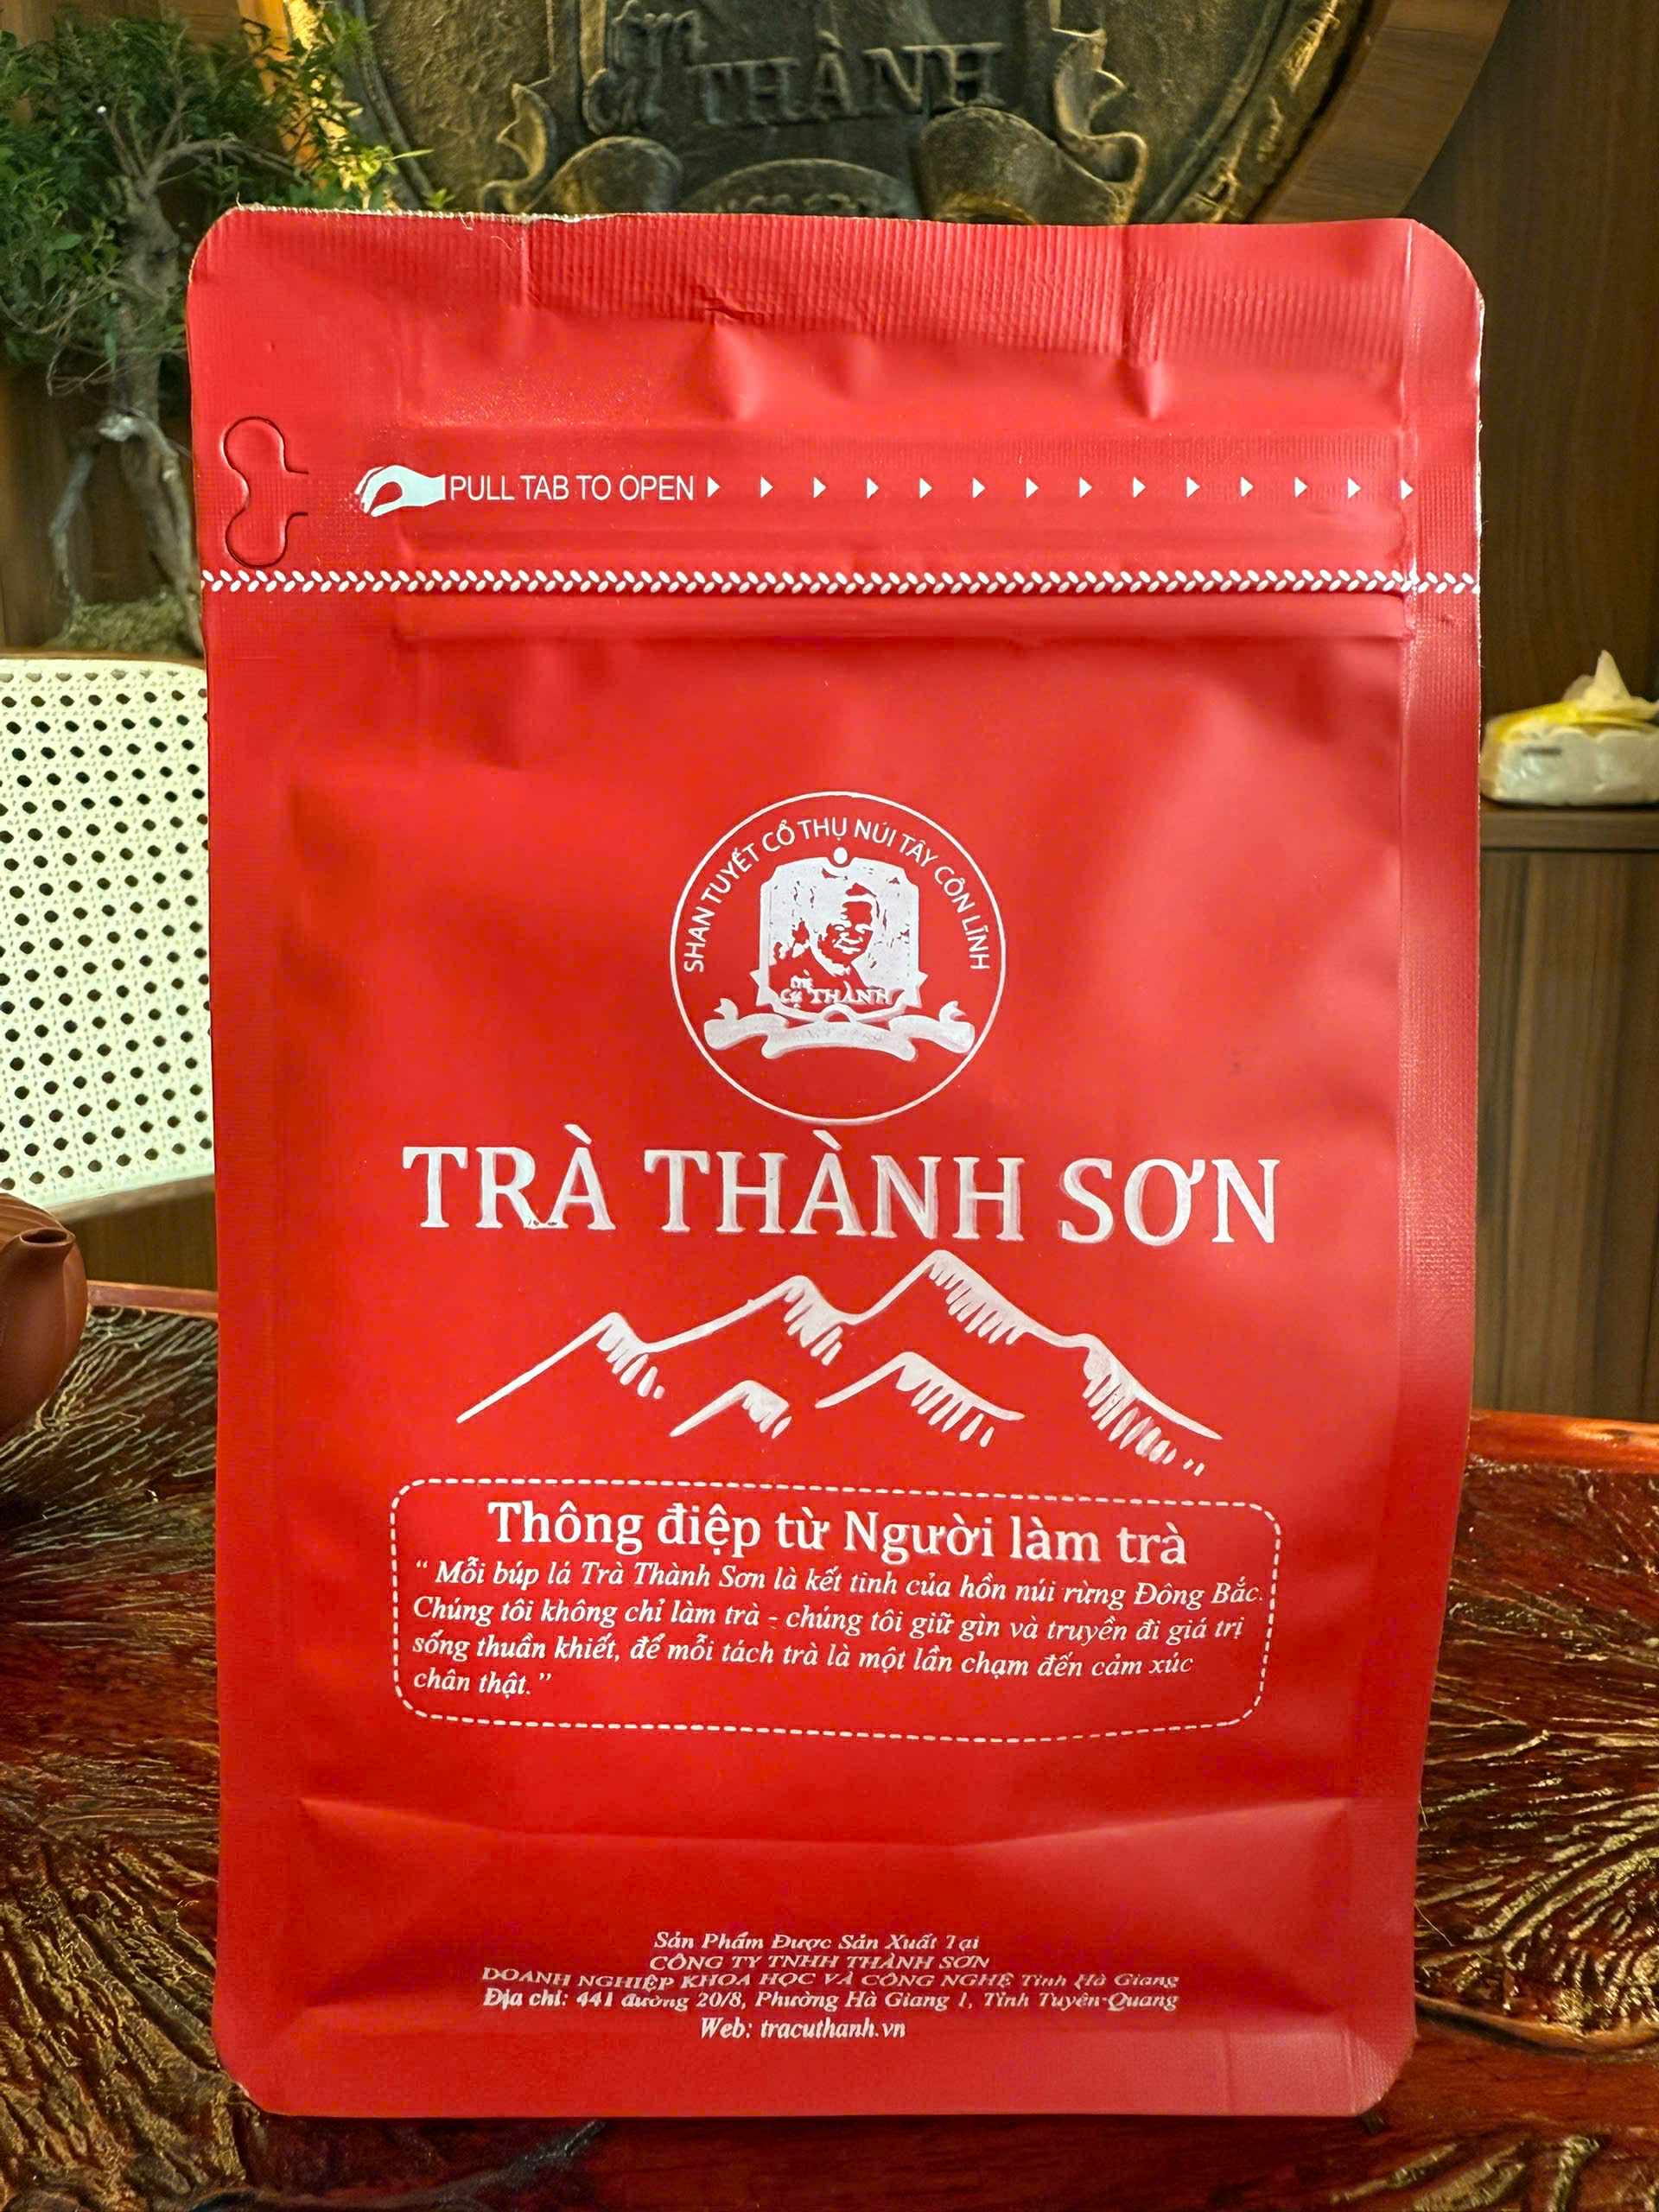 THÀNH
PULL TAB TO OPEN
SHAN TUYẾT CỔ THỤ NÚI TÂY CÔN LĨNH
Trà
Cụ THÀNH
TRÀ THÀNH SƠN
Thông điệp từ Người làm trà
“ Mỗi búp lá Trà Thành Sơn là kết tinh của hồn núi rừng Đông Bắc.
Chúng tôi không chỉ làm trà - chúng tôi giữ gìn và truyền đi giá trị
sống thuần khiết, để mỗi tách trà là một lần chạm đến cảm xúc
chân thật. ”
Sản Phẩm Được Sản Xuất Tại
CÔNG TY TNHH THÀNH SƠN
DOANH NGHIỆP KHOA HỌC VÀ CÔNG NGHỆ Tỉnh Hà Giang
Địa chỉ: 441 đường 20/8, Phường Hà Giang 1, Tỉnh Tuyên Quang
Web: tracuthanh.vn